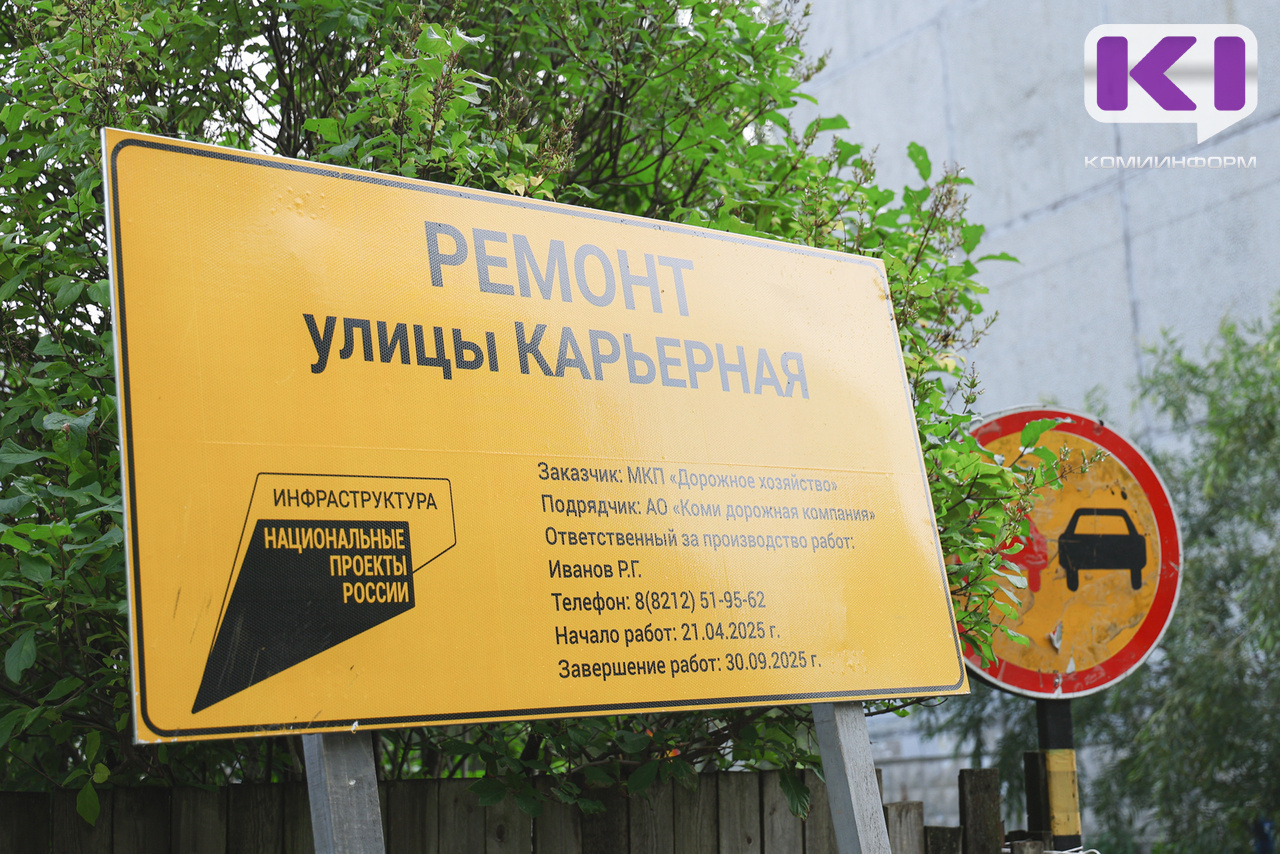 КI
КОМИИНФОРМ
РЕМОНТ
УЛИЦЫ КАРЬЕРНАЯ
ИНФРАСТРУКТУРА
НАЦИОНАЛЬНЫЕ
ПРОЕКТЫ
РОССИИ
Заказчик: МКП «Дорожное хозяйство»
Подрядчик: АО «Коми дорожная компания»
Ответственный за производство работ:
Иванов Р.Г.
Телефон: 8(8212) 51-95-62
Начало работ: 21.04.2025 г.
Завершение работ: 30.09.2025 г.